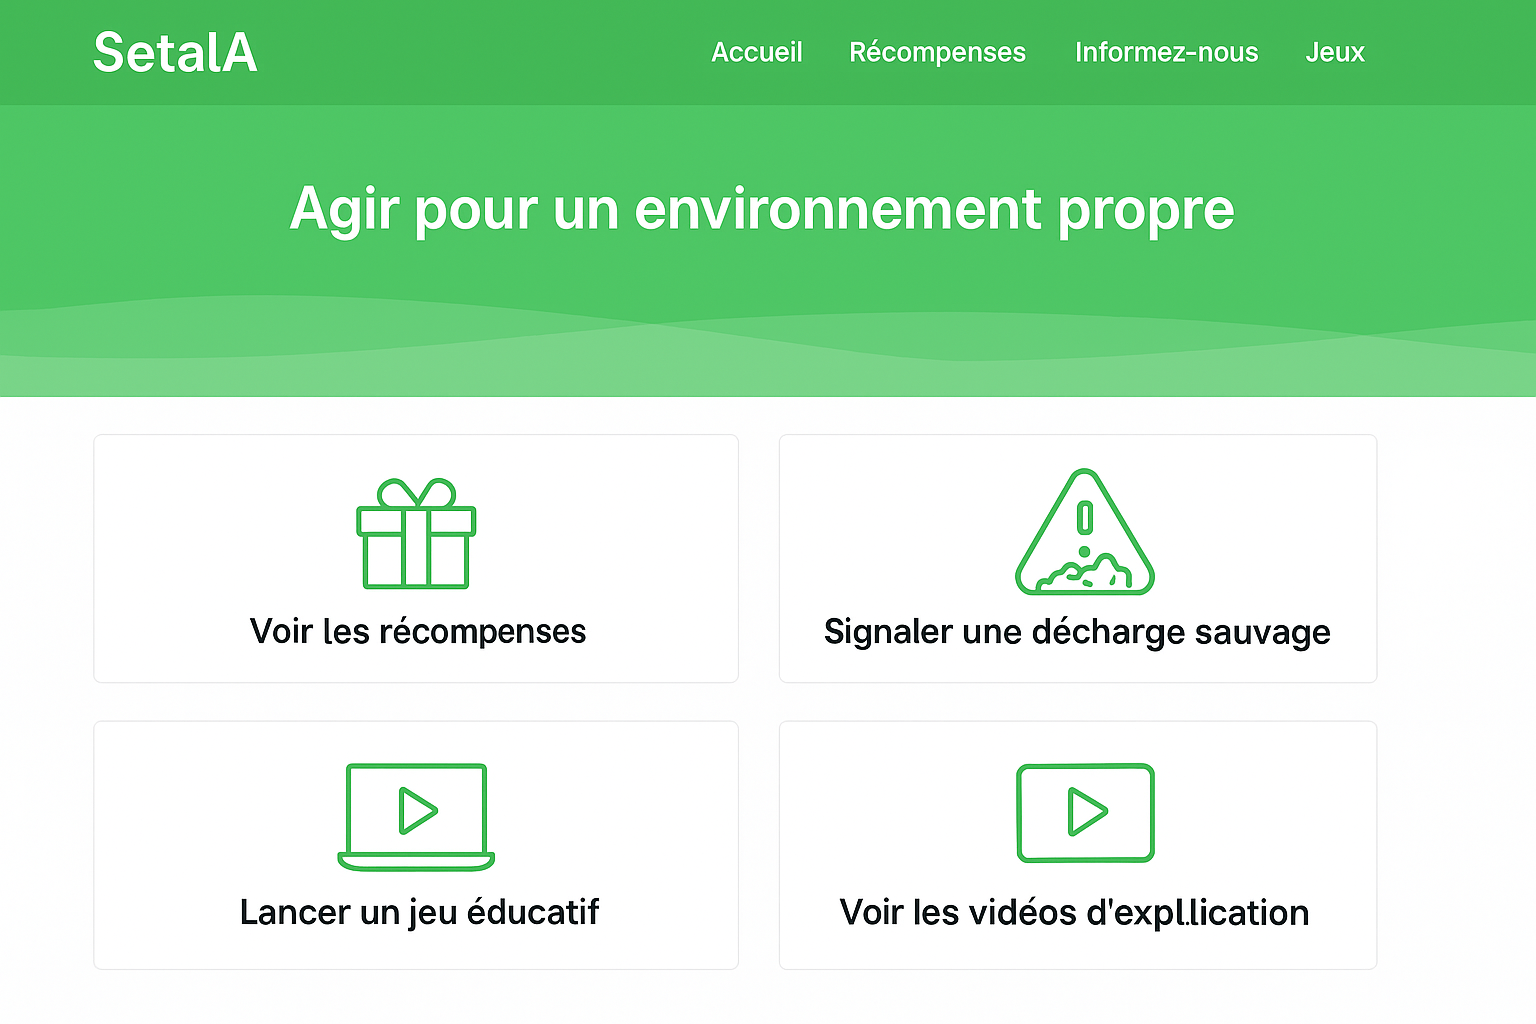 SetalA
Accueil Récompenses Informez-nous Jeux
Agir pour un environnement propre
Voir les récompenses
Signaler une décharge sauvage
Lancer un jeu éducatif
Voir les vidéos d'expl.lication